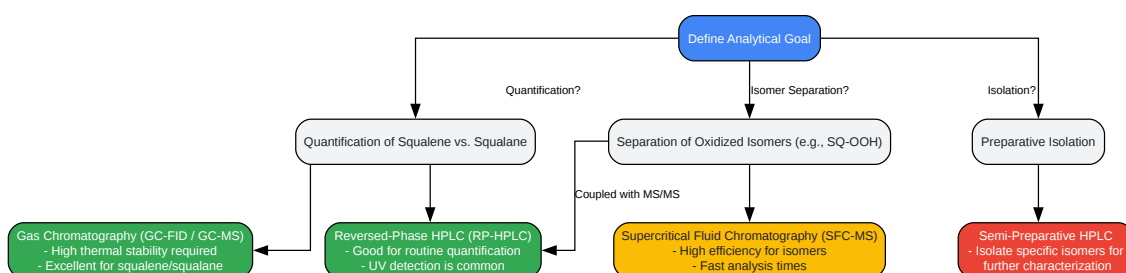 Define Analytical Goal
Quantification?
Isomer Separation?
Isolation?
Quantification of Squalene vs. Squalane
Separation of Oxidized Isomers (e.g., SQ-OOH)
Preparative Isolation
Coupled with MS/MS
Gas Chromatography (GC-FID / GC-MS)
- High thermal stability required
- Excellent for squalene/squalane
Reversed-Phase HPLC (RP-HPLC)
- Good for routine quantification
- UV detection is common
Supercritical Fluid Chromatography (SFC-MS)
- High efficiency for isomers
- Fast analysis times
Semi-Preparative HPLC
- Isolate specific isomers for
further characterization